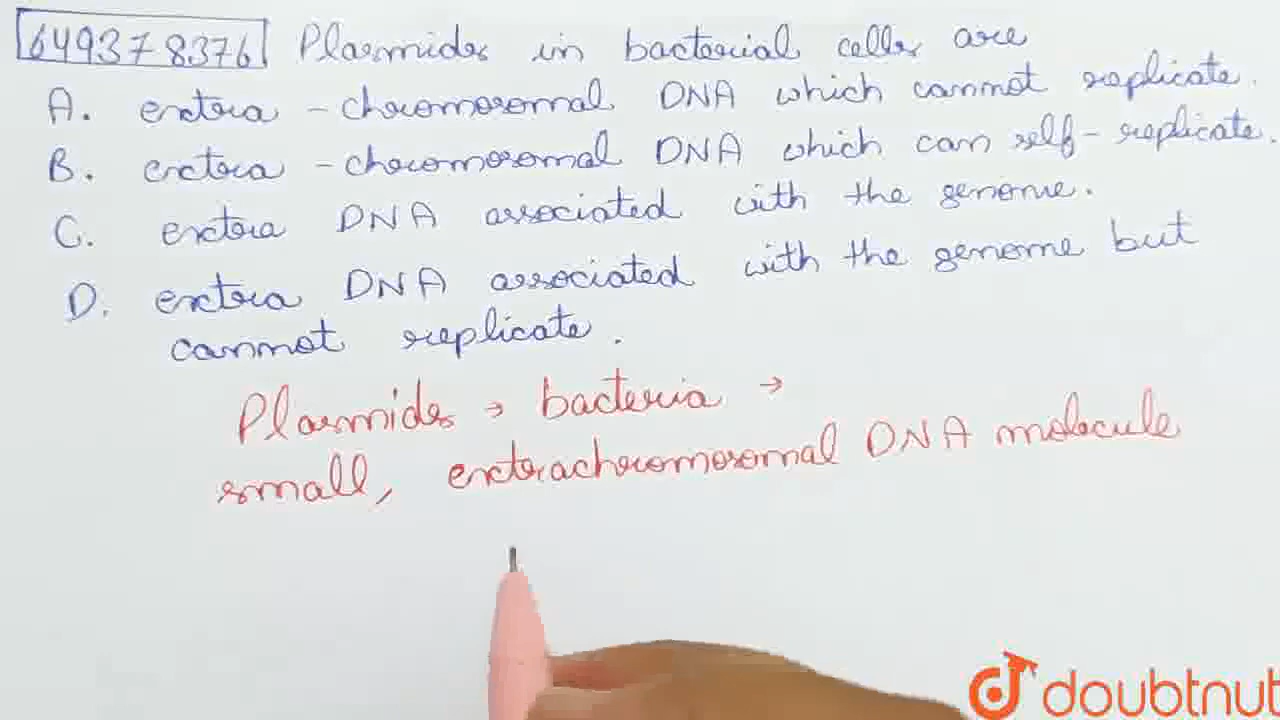 649378376 Plasmids in bacterial cells are
A. extra-chromosomal DNA which cannot replicate.
B. extra-chromosomal DNA which can self-replicate.
C. extra DNA associated with the genome.
D. extra DNA associated with the genome but
cannot replicate.
Plasmids → bacteria →
small, extrachromosomal DNA molecule
doubtnut